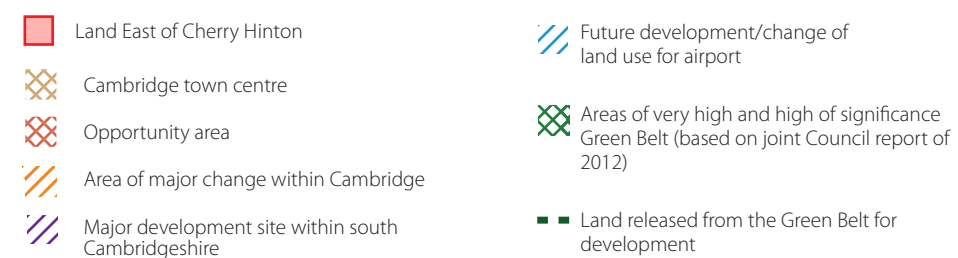 Land East of Cherry Hinton
Cambridge town centre
Opportunity area
Area of major change within Cambridge
Major development site within south
Cambridgeshire
Future development/change of
land use for airport
Areas of very high and high of significance
Green Belt (based on joint Council report of
2012)
Land released from the Green Belt for
development